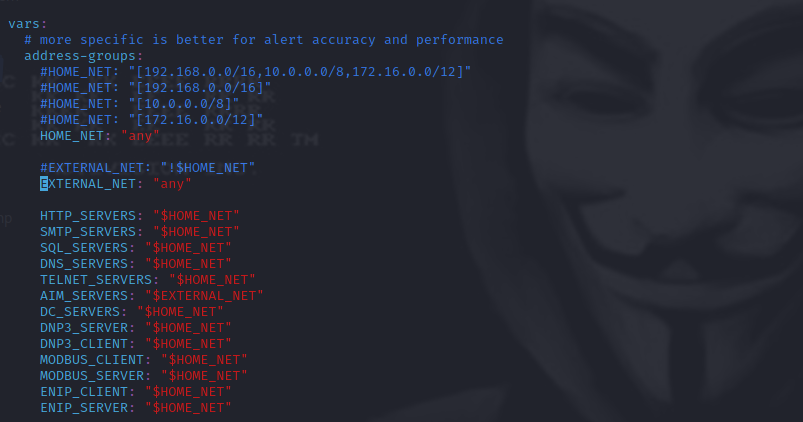 vars:
# more specific is better for alert accuracy and performance
address-groups:
#HOME_NET: "[192.168.0.0/16,10.0.0.0/8,172.16.0.0/12]"
#HOME_NET: "[192.168.0.0/16]"
#HOME_NET: "[10.0.0.0/8]"
#HOME_NET: "[172.16.0.0/12]"
HOME_NET: "any"
#EXTERNAL_NET: "!$HOME_NET"
EXTERNAL_NET: "any"
HTTP_SERVERS: "$HOME_NET"
SMTP_SERVERS: "$HOME_NET"
SQL_SERVERS: "$HOME_NET"
DNS_SERVERS: "$HOME_NET"
TELNET_SERVERS: "$HOME_NET"
AIM_SERVERS: "$EXTERNAL_NET"
DC_SERVERS: "$HOME_NET"
DNP3_SERVER: "$HOME_NET"
DNP3_CLIENT: "$HOME_NET"
MODBUS_CLIENT: "$HOME_NET"
MODBUS_SERVER: "$HOME_NET"
ENIP_CLIENT: "$HOME_NET"
ENIP_SERVER: "$HOME_NET"